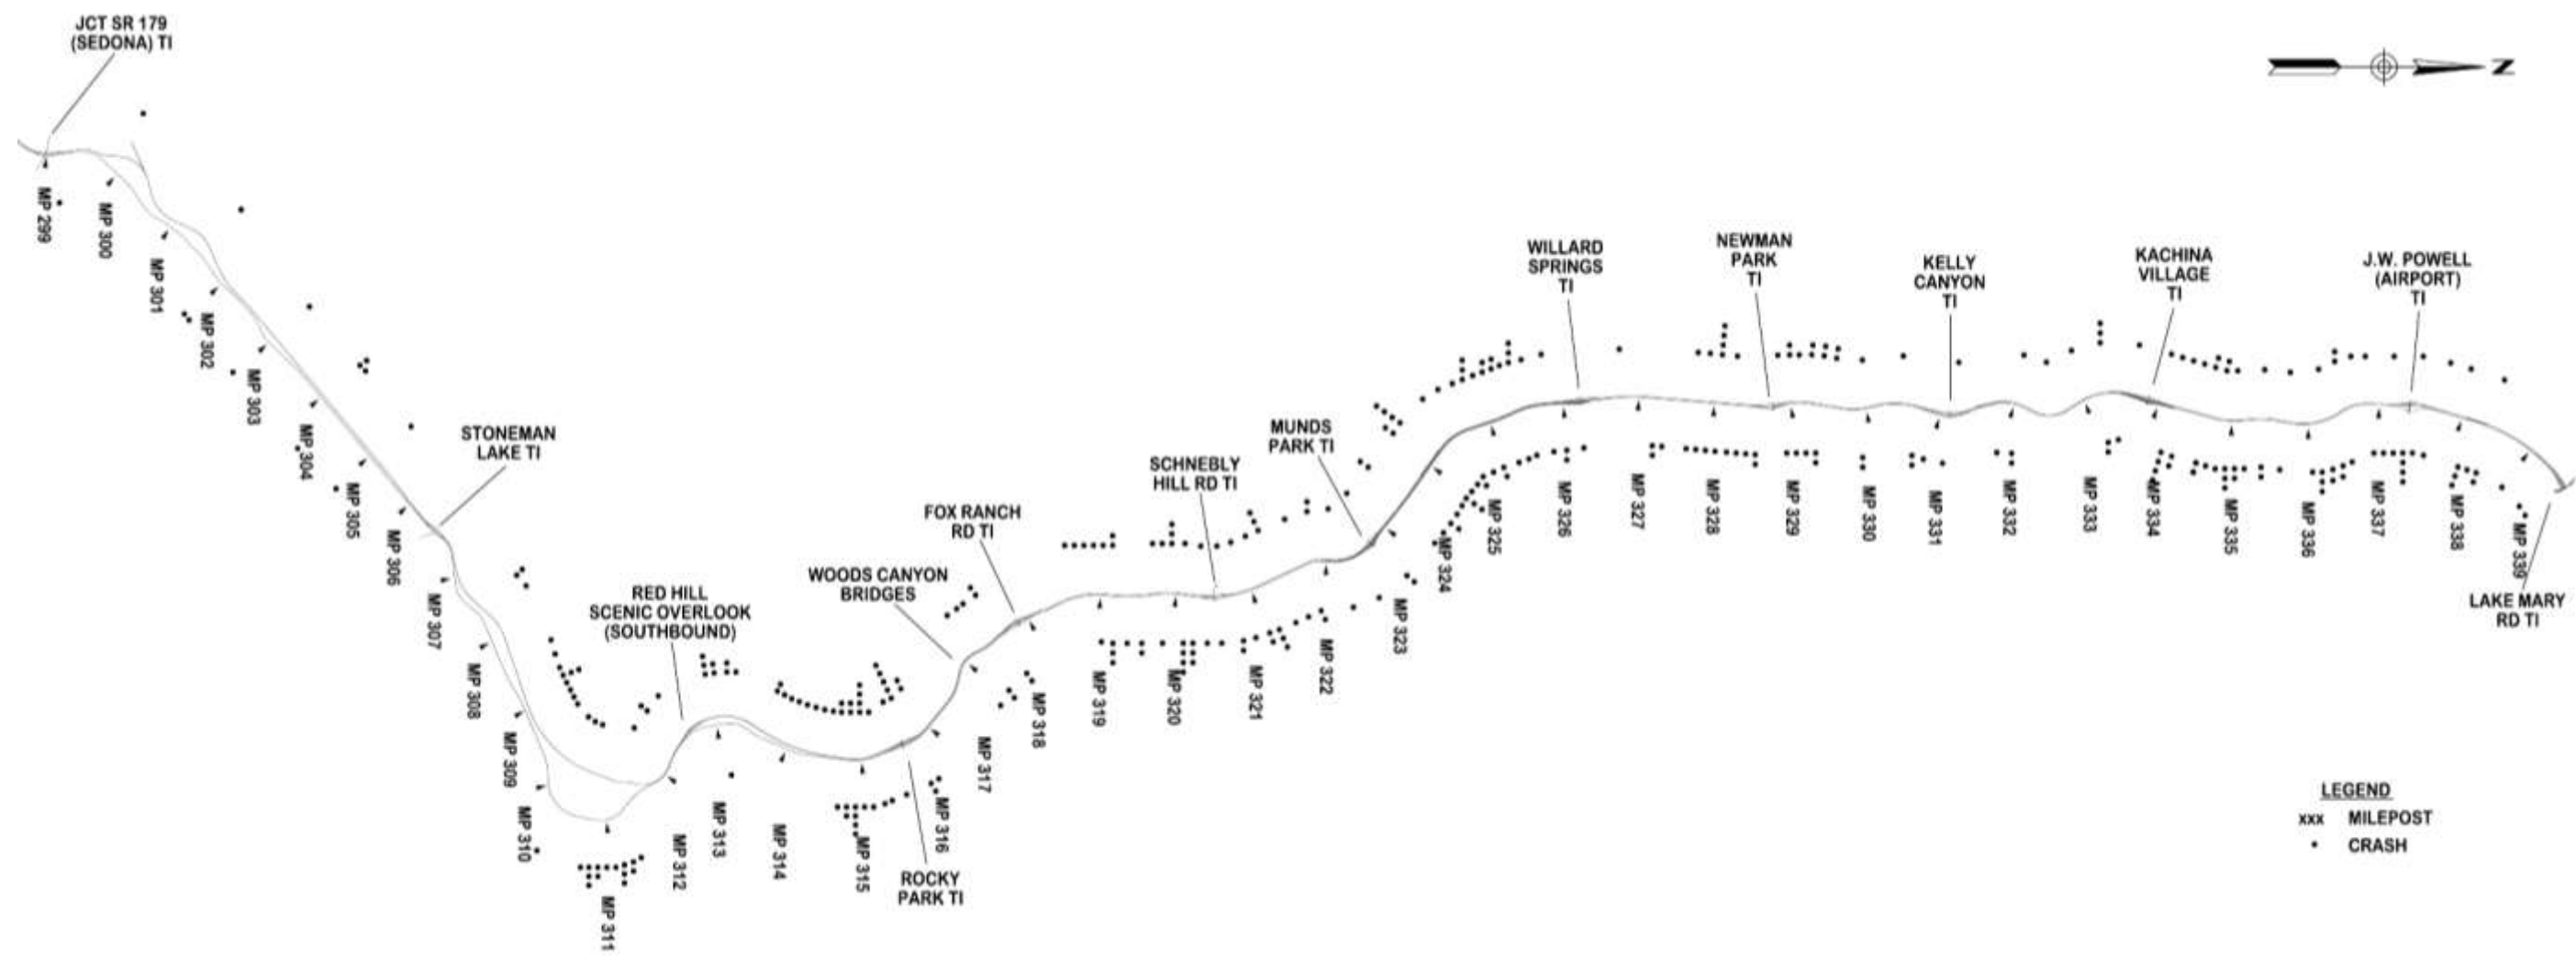 JCT SR 179
(SEDONA) TI
N
MP 299
MP 300
MP 301
MP 302
MP 303
MP 304
MP 305
MP 306
STONEMAN
LAKE TI
MP 307
MP 308
MP 309
MP 310
MP 311
RED HILL
SCENIC OVERLOOK
(SOUTHBOUND)
MP 312
MP 313
MP 314
MP 315
ROCKY
PARK TI
MP 316
WOODS CANYON
BRIDGES
MP 317
FOX RANCH
RD TI
MP 318
MP 319
MP 320
SCHNEBLY
HILL RD TI
MP 321
MP 322
MUNDS
PARK TI
MP 323
MP 324
MP 325
WILLARD
SPRINGS
TI
MP 326
MP 327
MP 328
NEWMAN
PARK
TI
MP 329
MP 330
KELLY
CANYON
TI
MP 331
MP 332
MP 333
KACHINA
VILLAGE
TI
MP 334
MP 335
MP 336
J.W. POWELL
(AIRPORT)
TI
MP 337
MP 338
MP 339
LAKE MARY
RD TI
LEGEND
xxx MILEPOST
• CRASH